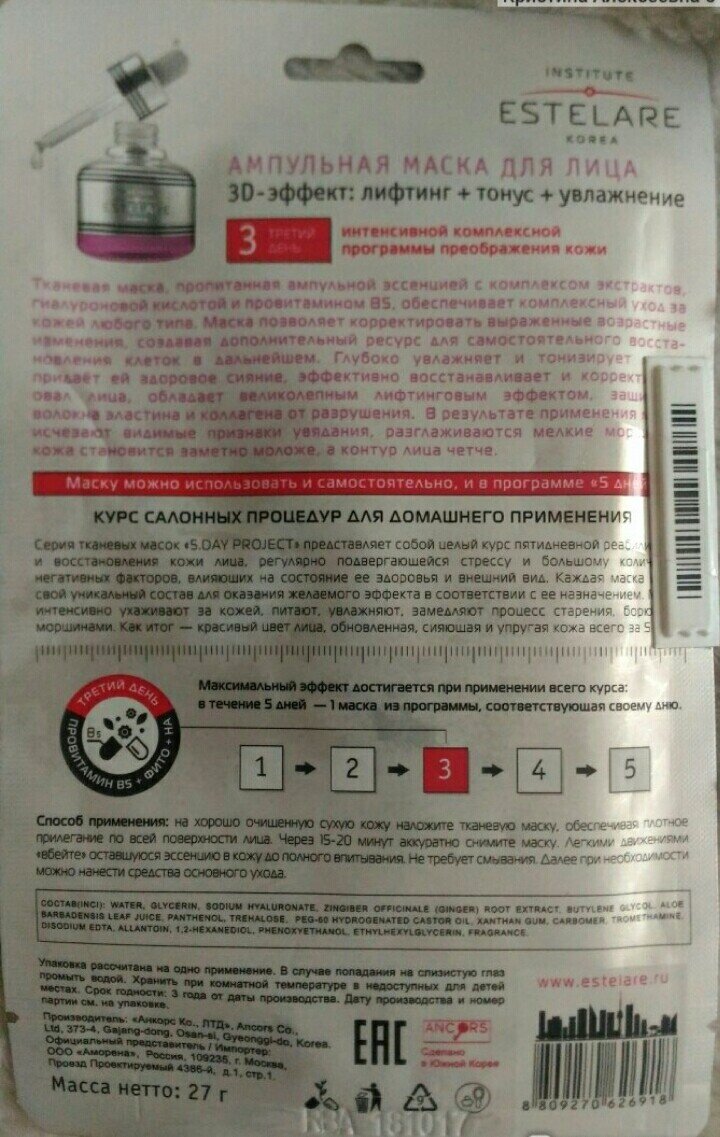 Кристина Алексеевна
INSTITUTE
ESTELARE
KOREA
АМПУЛЬНАЯ МАСКА ДЛЯ ЛИЦА
3D-эффект: лифтинг + тонус + увлажнение
3 ТРЕТИЙ ДЕНЬ
интенсивной комплексной
программы преображения кожи
Тканевая маска, пропитанная ампульной эссенцией с комплексом экстрактов,
гиалуроновой кислотой и провитамином В5, обеспечивает комплексный уход за
кожей любого типа. Маска позволяет корректировать выраженные возрастные
изменения, создавая дополнительный ресурс для самостоятельного восста-
новления клеток в дальнейшем. Глубоко увлажняет и тонизирует
придаёт ей здоровое сияние, эффективно восстанавливает и коррект
овал лица, обладает великолепным лифтинговым эффектом, защи
волокна эластина и коллагена от разрушения. В результате применения
исчезают видимые признаки увядания, разглаживаются мелкие мор
кожа становится заметно моложе, а контур лица четче.
Маску можно использовать и самостоятельно, и в программе «5 дней
КУРС САЛОННЫХ ПРОЦЕДУР ДЛЯ ДОМАШНЕГО ПРИМЕНЕНИЯ
Серия тканевых масок «5.DAY PROJECT» представляет собой целый курс пятидневной реабили
и восстановления кожи лица, регулярно подвергающейся стрессу и большому колич
негативных факторов, влияющих на состояние ее здоровья и внешний вид. Каждая маска
свой уникальный состав для оказания желаемого эффекта в соответствии с ее назначением.
интенсивно ухаживают за кожей, питают, увлажняют, замедляют процесс старения, борю
морщинами. Как итог — красивый цвет лица, обновленная, сияющая и упругая кожа всего за 5
ТРЕТИЙ ДЕНЬ
B5
ПРОВИТАМИН В5 + ФИТО + НА
Максимальный эффект достигается при применении всего курса:
в течение 5 дней — 1 маска из программы, соответствующая своему дню.
1 2 3 4 5
Способ применения: на хорошо очищенную сухую кожу наложите тканевую маску, обеспечивая плотное
прилегание по всей поверхности лица. Через 15-20 минут аккуратно снимите маску. Легкими движениями
«вбейте» оставшуюся эссенцию в кожу до полного впитывания. Не требует смывания. Далее при необходимости
можно нанести средства основного ухода.
СОСТАВ(INCI): WATER, GLYCERIN, SODIUM HYALURONATE, ZINGIBER OFFICINALE (GINGER) ROOT EXTRACT, BUTYLENE GLYCOL, ALOE
BARBADENSIS LEAF JUICE, PANTHENOL, TREHALOSE, PEG-60 HYDROGENATED CASTOR OIL, XANTHAN GUM, CARBOMER, TROMETHAMINE,
DISODIUM EDTA, ALLANTOIN, 1,2-HEXANEDIOL, PHENOXYETHANOL, ETHYLHEXYLGLYCERIN, FRAGRANCE.
Упаковка рассчитана на одно применение. В случае попадания на слизистую глаз
промыть водой. Хранить при комнатной температуре в недоступных для детей
местах. Срок годности: 3 года от даты производства. Дату производства и номер
партии см. на упаковке.
www.estelare.ru
Производитель: «Анкорс Ко., ЛТД», Ancors Co.,
Ltd, 373-4, Gajang-dong, Osan-si, Gyeonggi-do, Korea.
Официальный представитель / Импортер:
ООО «Аморена», Россия, 109235, г. Москва,
Проезд Проектируемый 4386-й, д.1, стр.1.
EAC
ANCORS
Сделано
в Южной Корее
Масса нетто: 27 г
8 809270 626918
181017